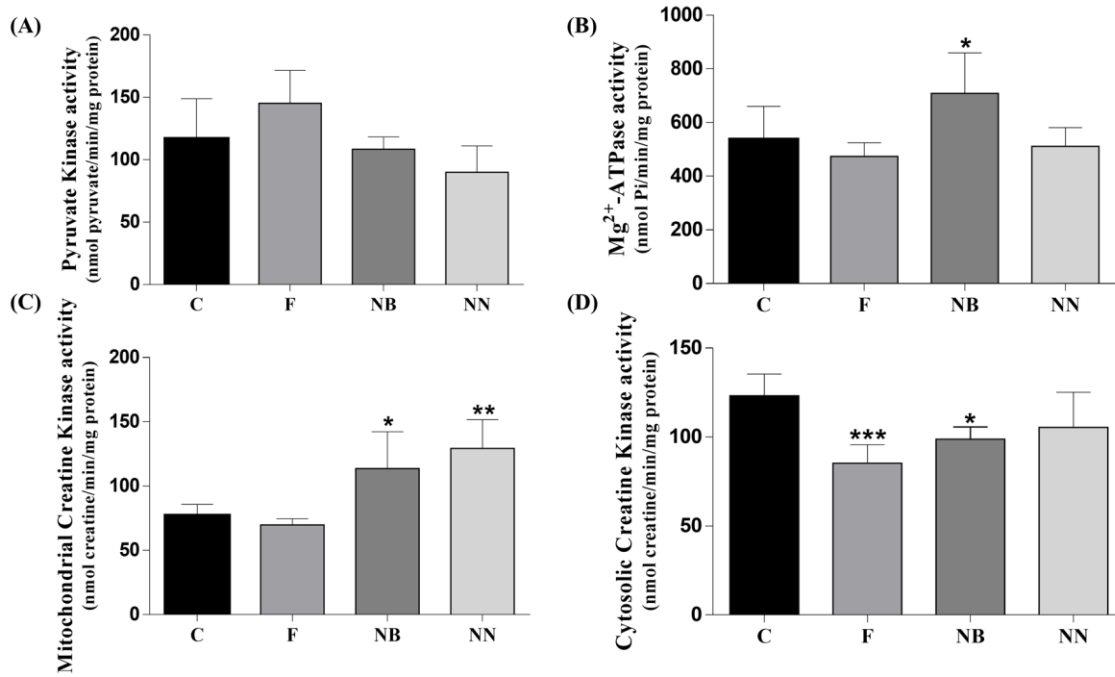 (A)
Pyruvate Kinase activity
(nmol pyruvate/min/mg protein)
200
150
100
50
0
C F NB NN
(B)
Mg2+-ATPase activity
(nmol Pi/min/mg protein)
1000
800
600
400
200
0
*
C F NB NN
(C)
Mitochondrial Creatine Kinase activity
(nmol creatine/min/mg protein)
200
150
100
50
0
* **
C F NB NN
(D)
Cytosolic Creatine Kinase activity
(nmol creatine/min/mg protein)
150
100
50
0
*** *
C F NB NN